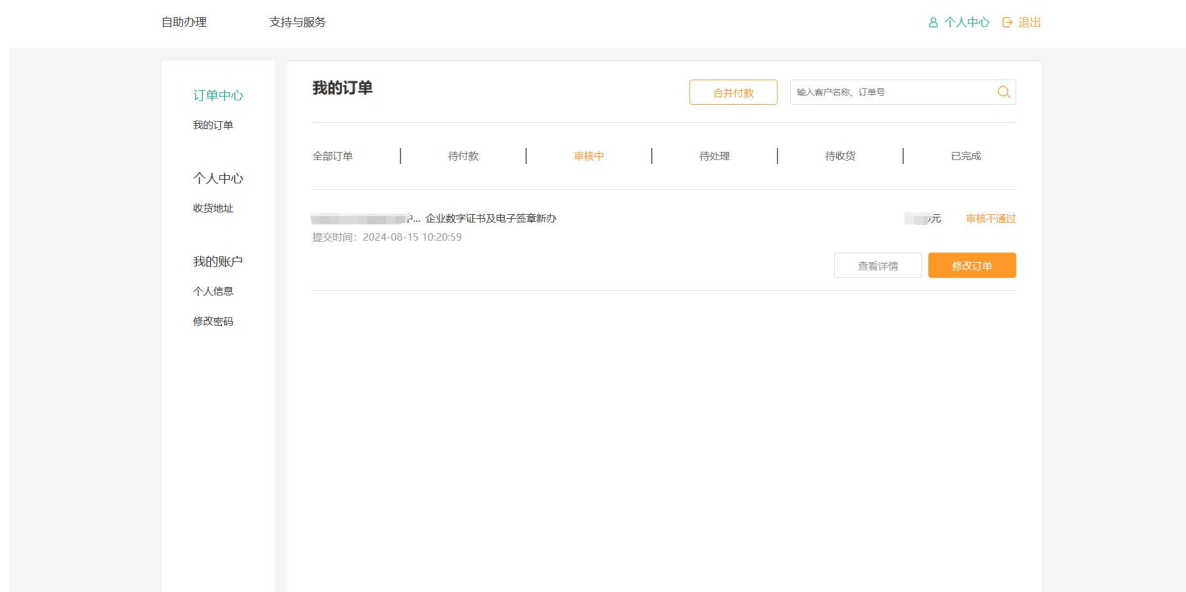 自助办理 支持与服务 个人中心 退出
订单中心
我的订单
个人中心
收货地址
我的账户
个人信息
修改密码
我的订单 合并付款 输入客户名称、订单号
全部订单 待付款 审核中 待处理 待收货 已完成
... 企业数字证书及电子签章新办 元 审核不通过
提交时间：2024-08-15 10:20:59
查看详情 修改订单